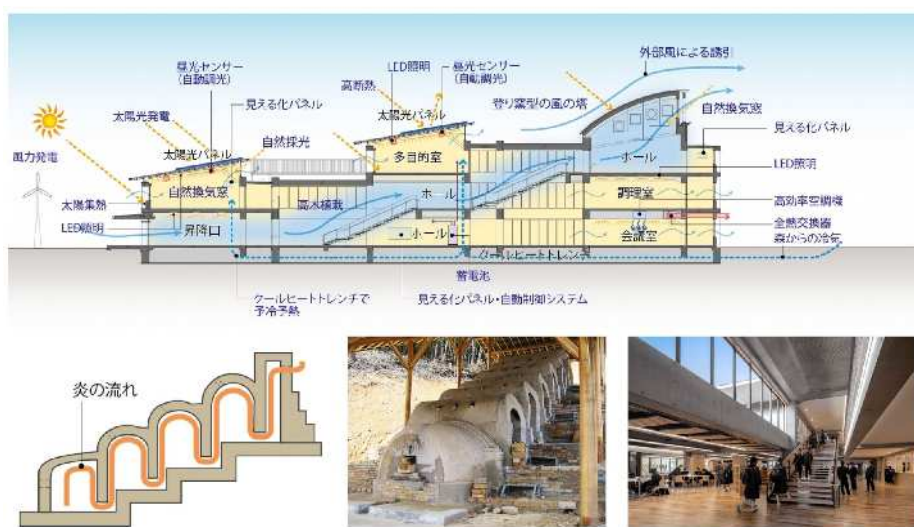 昼光センサー
(自動調光)
太陽光発電
見える化パネル
太陽光パネル
自然採光
風力発電
自然換気窓
太陽集熱
LED照明
昇降口
高木植栽
クールヒートトレンチで
予冷予熱
LED照明
昼光センリー
(自動調光)
高断熱
太陽光パネル
多目的室
ホール
ホール
蓄電池
見える化パネル・自動制御システム
外部風による誘引
登り窯型の風の塔
自然換気窓
見える化パネル
ホール
LED照明
調理室
高効率空調機
全熱交換器
会議室
森からの冷気
クールヒートトレンチ
炎の流れ